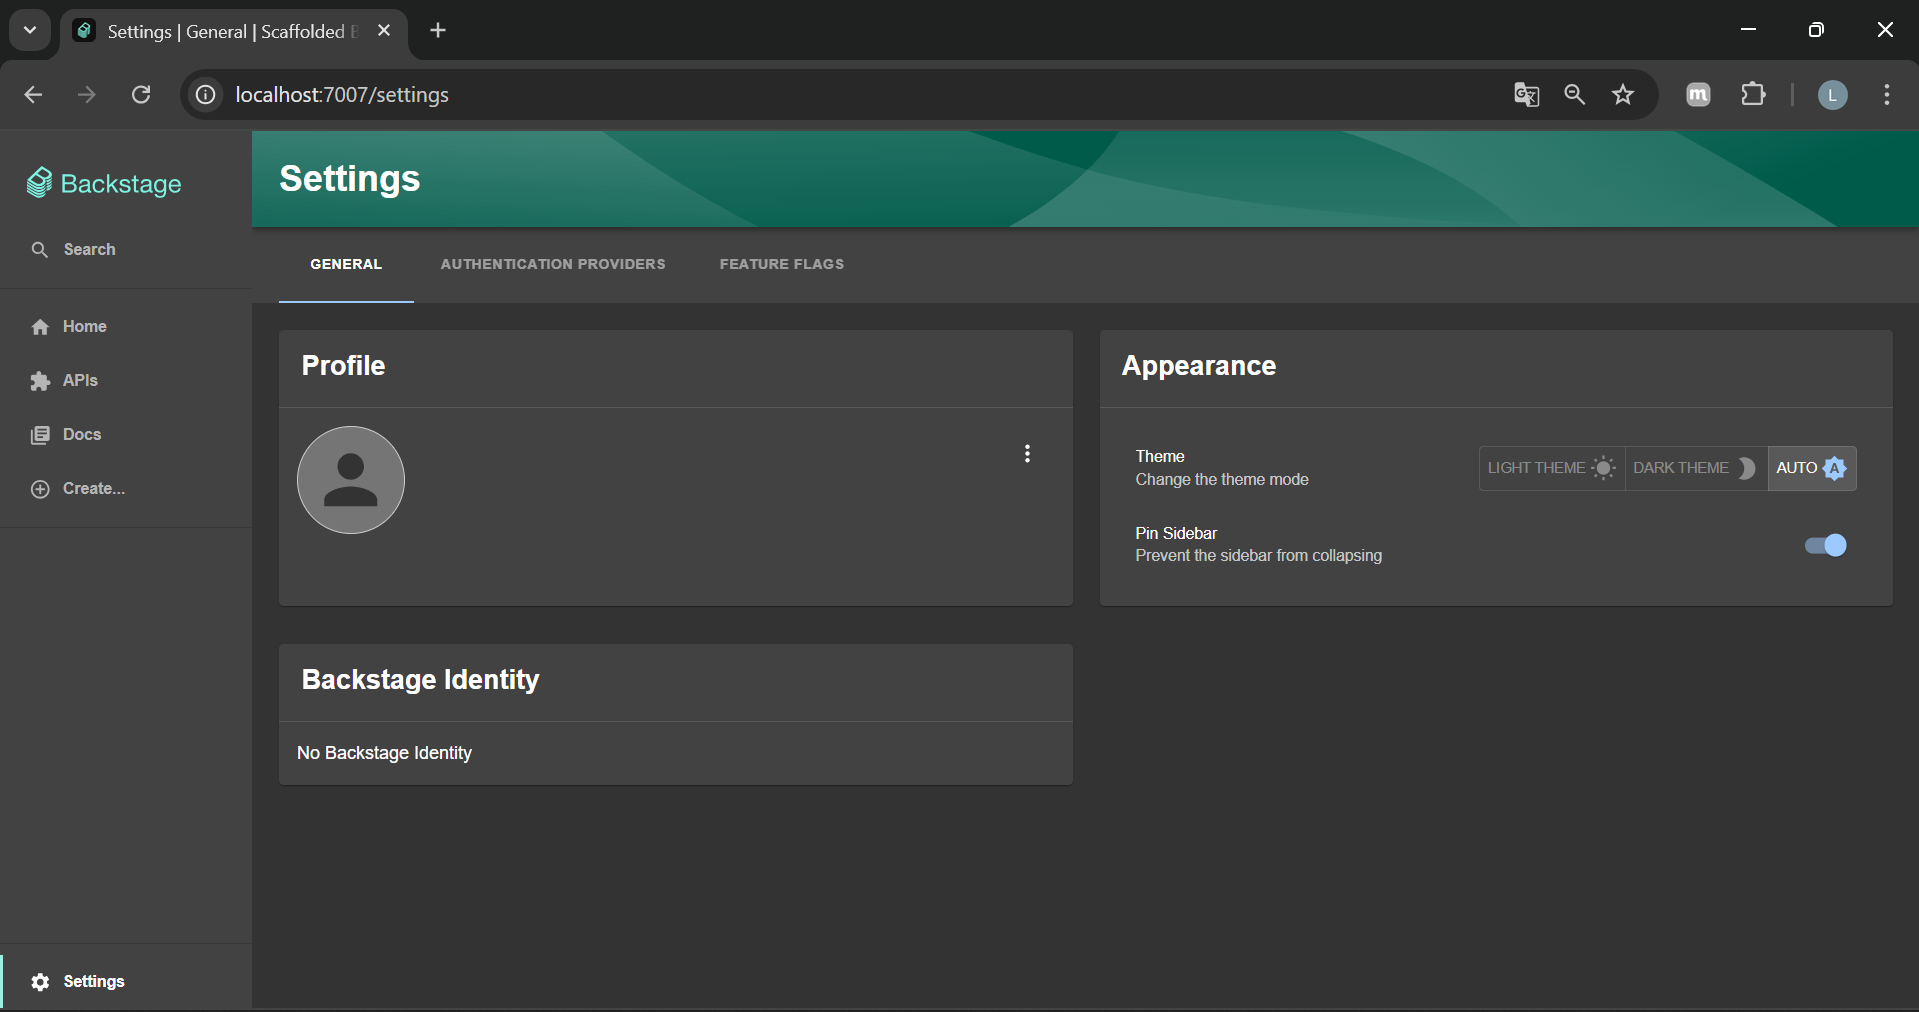 Settings | General | Scaffolded B
localhost:7007/settings
L
Backstage
Search
Home
APIs
Docs
Create...
Settings
Settings
GENERAL
AUTHENTICATION PROVIDERS
FEATURE FLAGS
Profile
Appearance
Theme
Change the theme mode
LIGHT THEME
DARK THEME
AUTO
A
Pin Sidebar
Prevent the sidebar from collapsing
Backstage Identity
No Backstage Identity